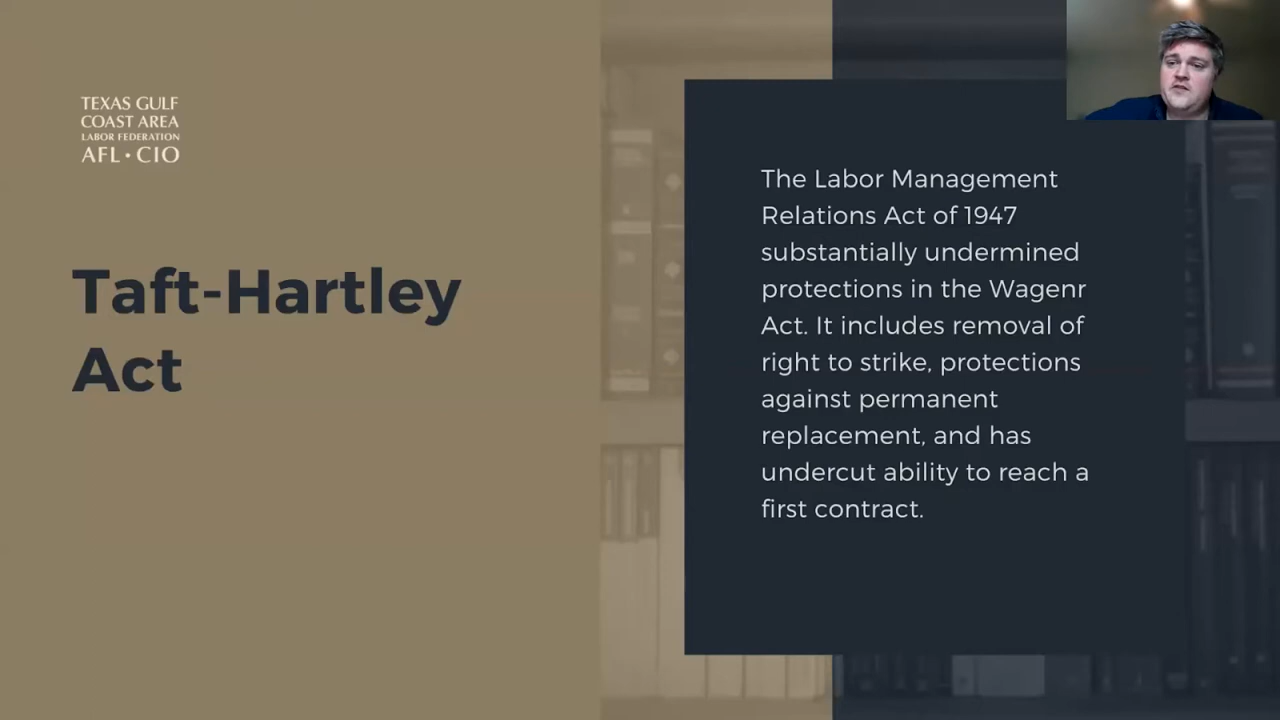 TEXAS GULF
COAST AREA
LABOR FEDERATION
AFL • CIO
Taft-Hartley
Act
The Labor Management
Relations Act of 1947
substantially undermined
protections in the Wagenr
Act. It includes removal of
right to strike, protections
against permanent
replacement, and has
undercut ability to reach a
first contract.